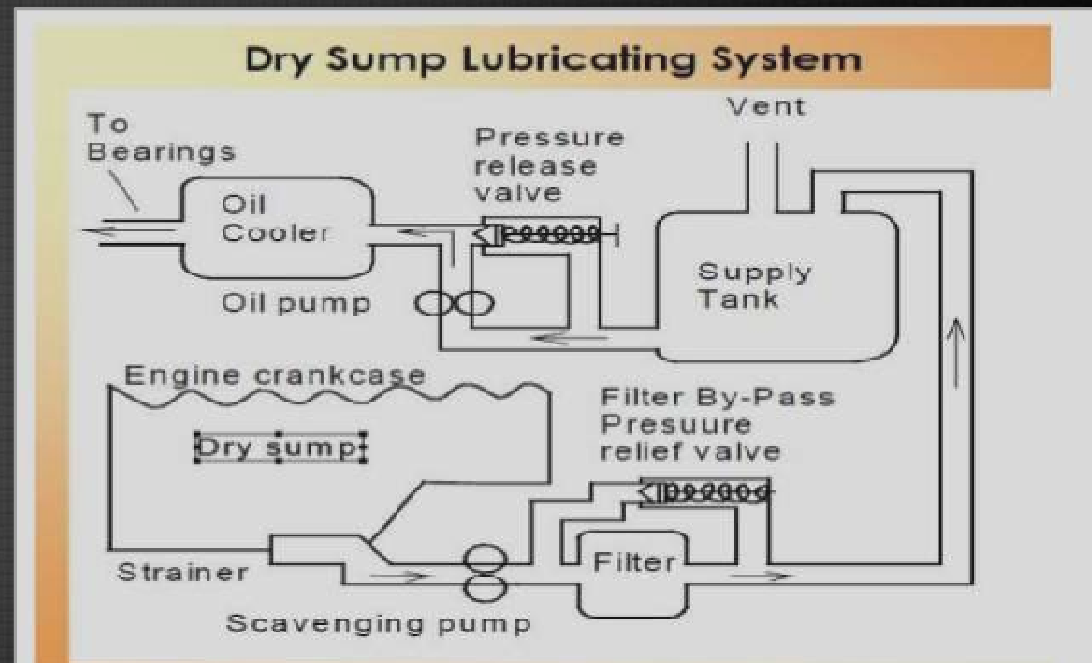 Dry Sump Lubricating System
Vent
To
Bearings
Pressure
release
valve
Oil
Cooler
Supply
Tank
Oil pump
Engine crankcase
Filter By-Pass
Presuure
relief valve
Dry sump
Filter
Strainer
Scavenging pump